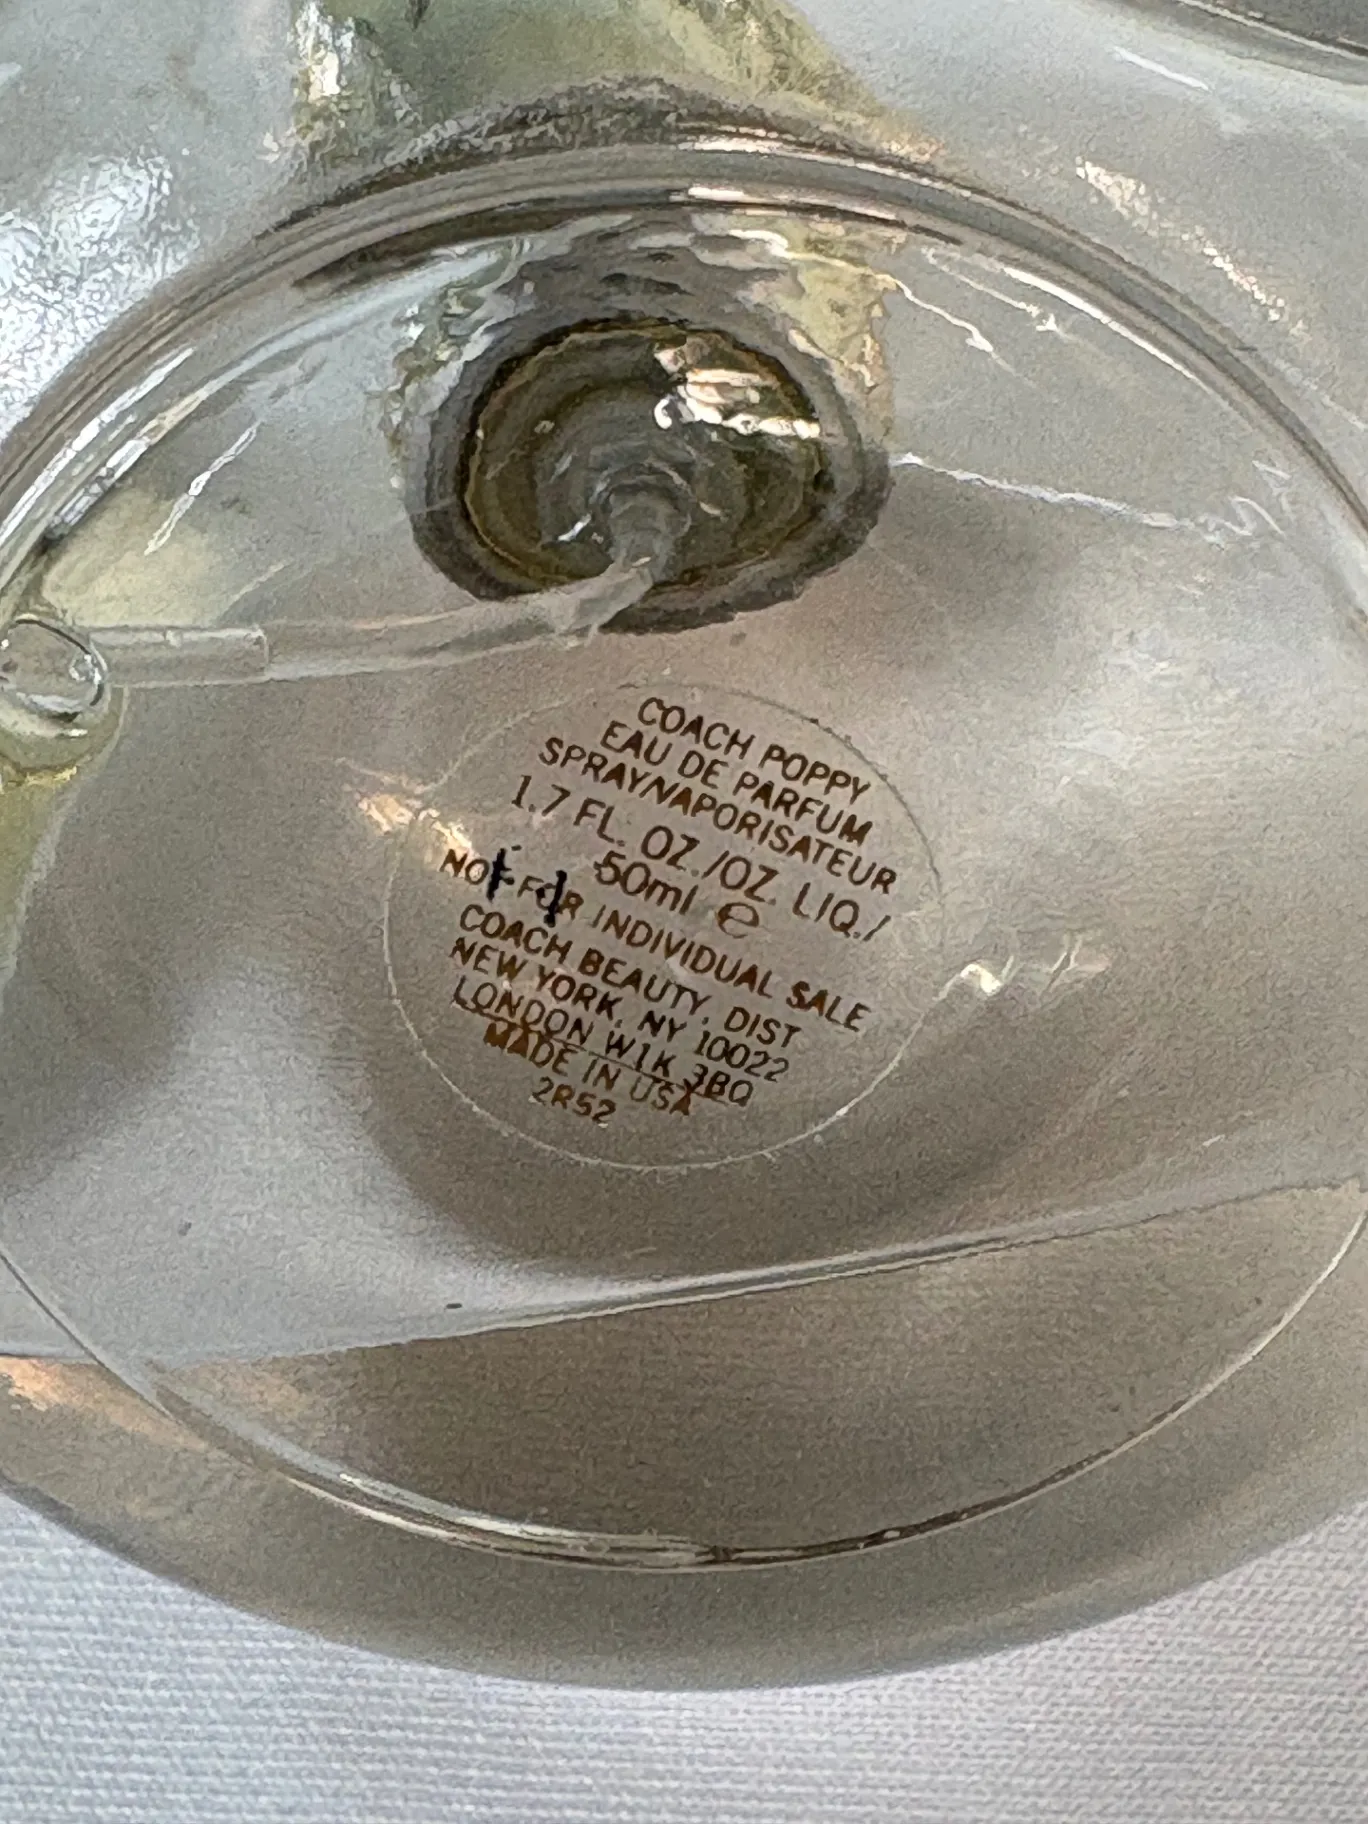 COACH POPPY
EAU DE PARFUM
SPRAY/VAPORISATEUR
1.7 FL. OZ./OZ. LIQ./
50ml ℮
NOT FOR INDIVIDUAL SALE
COACH BEAUTY, DIST
NEW YORK, NY 10022
LONDON W1K 3BQ
MADE IN USA
2R52